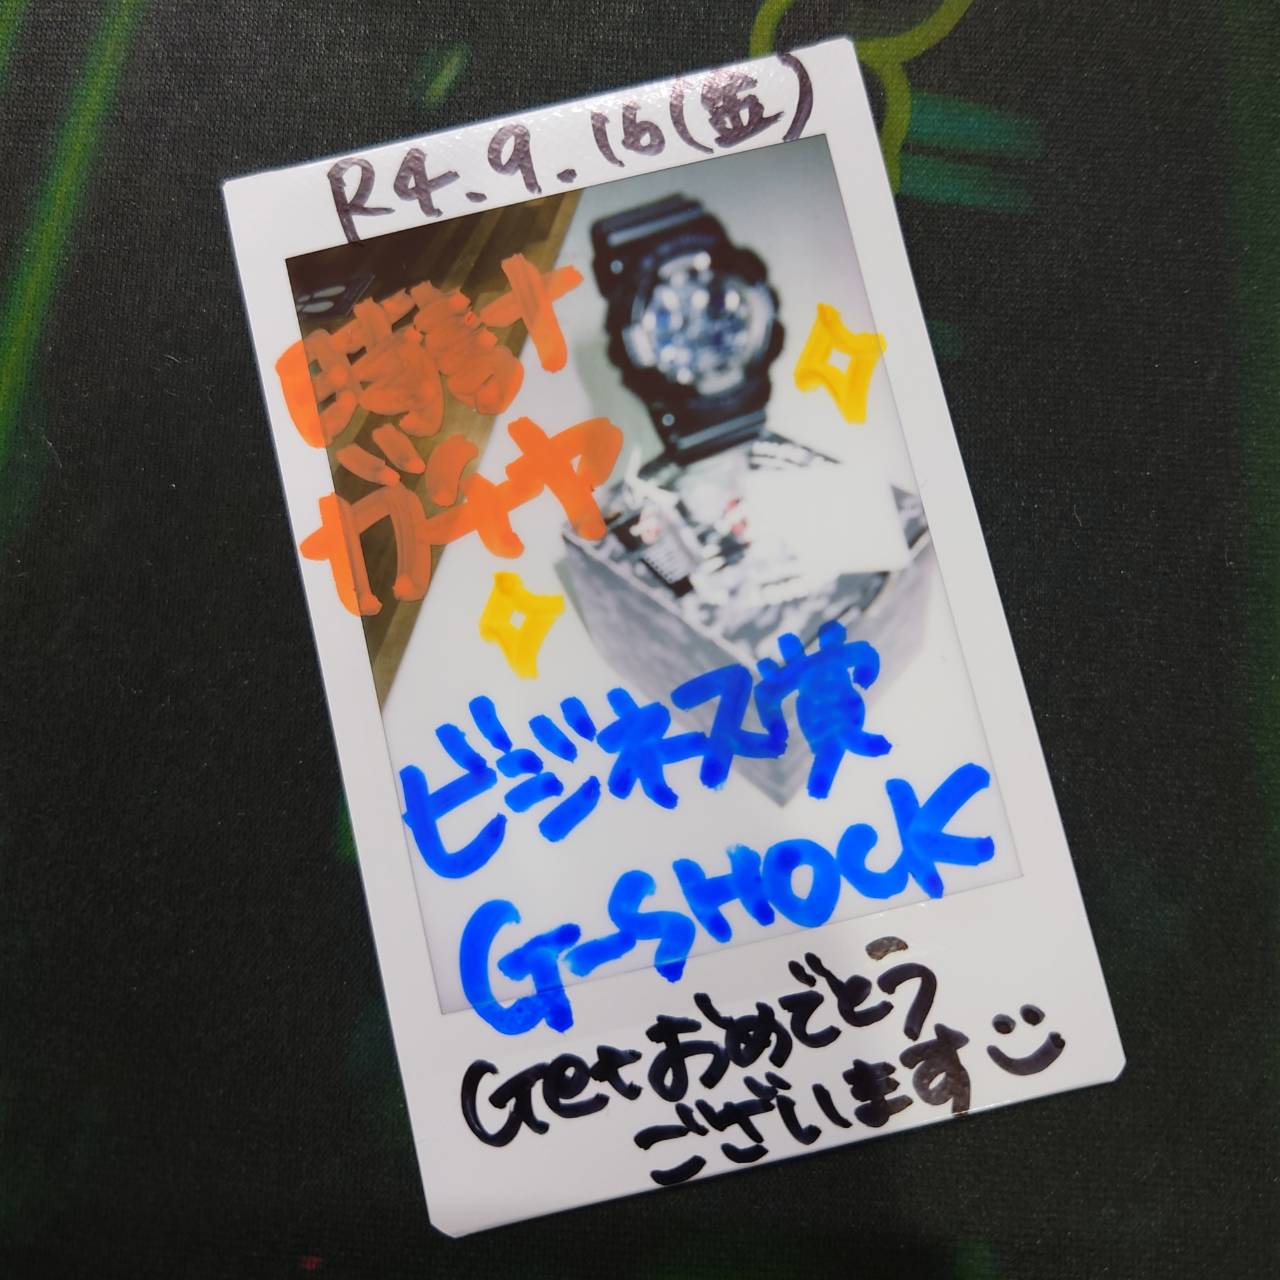 R4.9.16(金)
時計
ガチャ
ビジネス賞
G-SHOCK
Getおめでとう
ございます